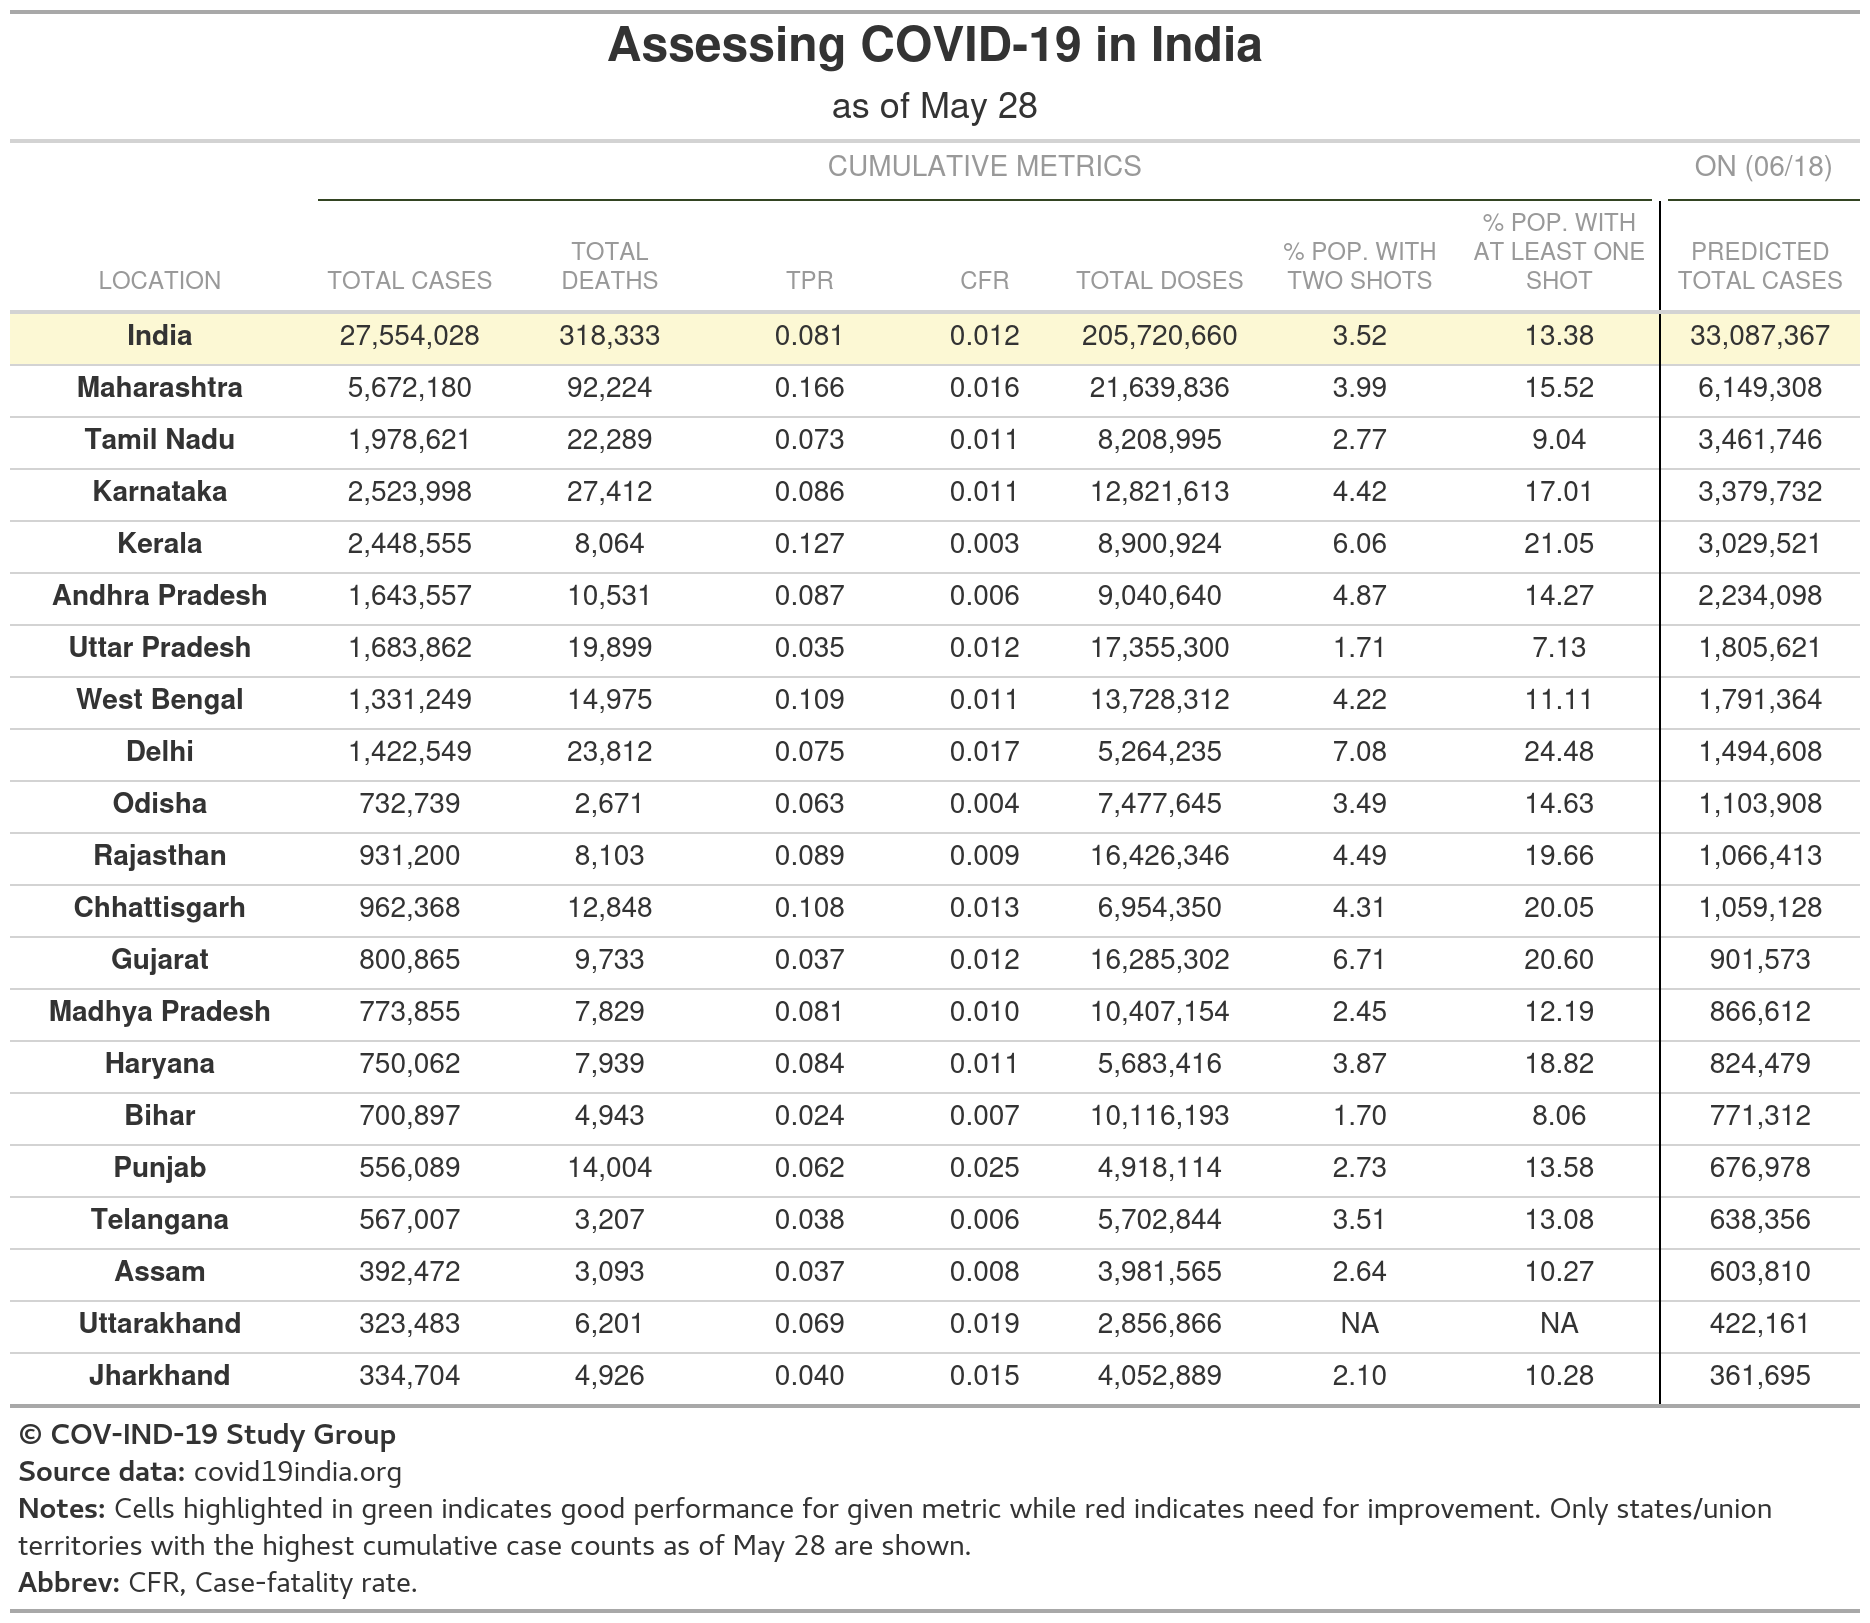 Assessing COVID-19 in India
as of May 28
CUMULATIVE METRICS ON (06/18)
LOCATION TOTAL CASES TOTAL DEATHS TPR CFR TOTAL DOSES % POP. WITH TWO SHOTS % POP. WITH AT LEAST ONE SHOT PREDICTED TOTAL CASES
India 27,554,028 318,333 0.081 0.012 205,720,660 3.52 13.38 33,087,367
Maharashtra 5,672,180 92,224 0.166 0.016 21,639,836 3.99 15.52 6,149,308
Tamil Nadu 1,978,621 22,289 0.073 0.011 8,208,995 2.77 9.04 3,461,746
Karnataka 2,523,998 27,412 0.086 0.011 12,821,613 4.42 17.01 3,379,732
Kerala 2,448,555 8,064 0.127 0.003 8,900,924 6.06 21.05 3,029,521
Andhra Pradesh 1,643,557 10,531 0.087 0.006 9,040,640 4.87 14.27 2,234,098
Uttar Pradesh 1,683,862 19,899 0.035 0.012 17,355,300 1.71 7.13 1,805,621
West Bengal 1,331,249 14,975 0.109 0.011 13,728,312 4.22 11.11 1,791,364
Delhi 1,422,549 23,812 0.075 0.017 5,264,235 7.08 24.48 1,494,608
Odisha 732,739 2,671 0.063 0.004 7,477,645 3.49 14.63 1,103,908
Rajasthan 931,200 8,103 0.089 0.009 16,426,346 4.49 19.66 1,066,413
Chhattisgarh 962,368 12,848 0.108 0.013 6,954,350 4.31 20.05 1,059,128
Gujarat 800,865 9,733 0.037 0.012 16,285,302 6.71 20.60 901,573
Madhya Pradesh 773,855 7,829 0.081 0.010 10,407,154 2.45 12.19 866,612
Haryana 750,062 7,939 0.084 0.011 5,683,416 3.87 18.82 824,479
Bihar 700,897 4,943 0.024 0.007 10,116,193 1.70 8.06 771,312
Punjab 556,089 14,004 0.062 0.025 4,918,114 2.73 13.58 676,978
Telangana 567,007 3,207 0.038 0.006 5,702,844 3.51 13.08 638,356
Assam 392,472 3,093 0.037 0.008 3,981,565 2.64 10.27 603,810
Uttarakhand 323,483 6,201 0.069 0.019 2,856,866 NA NA 422,161
Jharkhand 334,704 4,926 0.040 0.015 4,052,889 2.10 10.28 361,695
© COV-IND-19 Study Group
Source data: covid19india.org
Notes: Cells highlighted in green indicates good performance for given metric while red indicates need for improvement. Only states/union
territories with the highest cumulative case counts as of May 28 are shown.
Abbrev: CFR, Case-fatality rate.